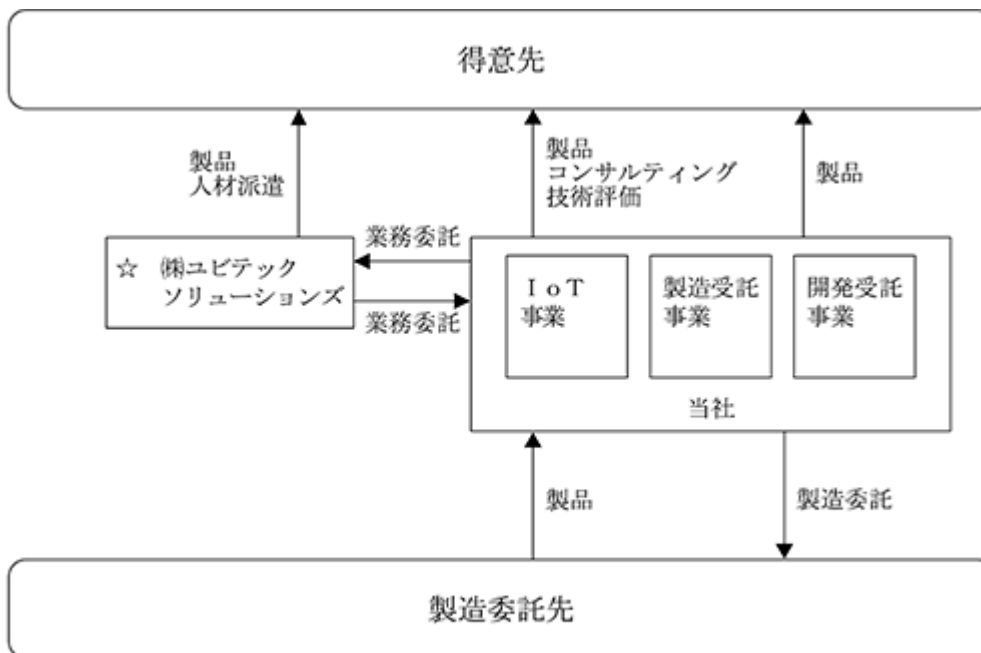 得意先
製品
人材派遣
製品
コンサルティング
技術評価
製品
業務委託
☆ ㈱ユビテック
ソリューションズ
業務委託
IoT
事業
製造受託
事業
開発受託
事業
当社
製品
製造委託
製造委託先